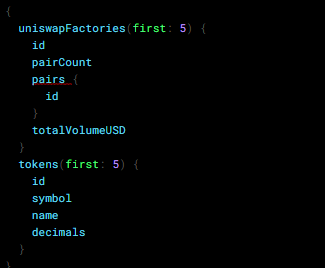 {
  uniswapFactories(first: 5) {
    id
    pairCount
    pairs {
      id
    }
    totalVolumeUSD
  }
  tokens(first: 5) {
    id
    symbol
    name
    decimals
  }
}